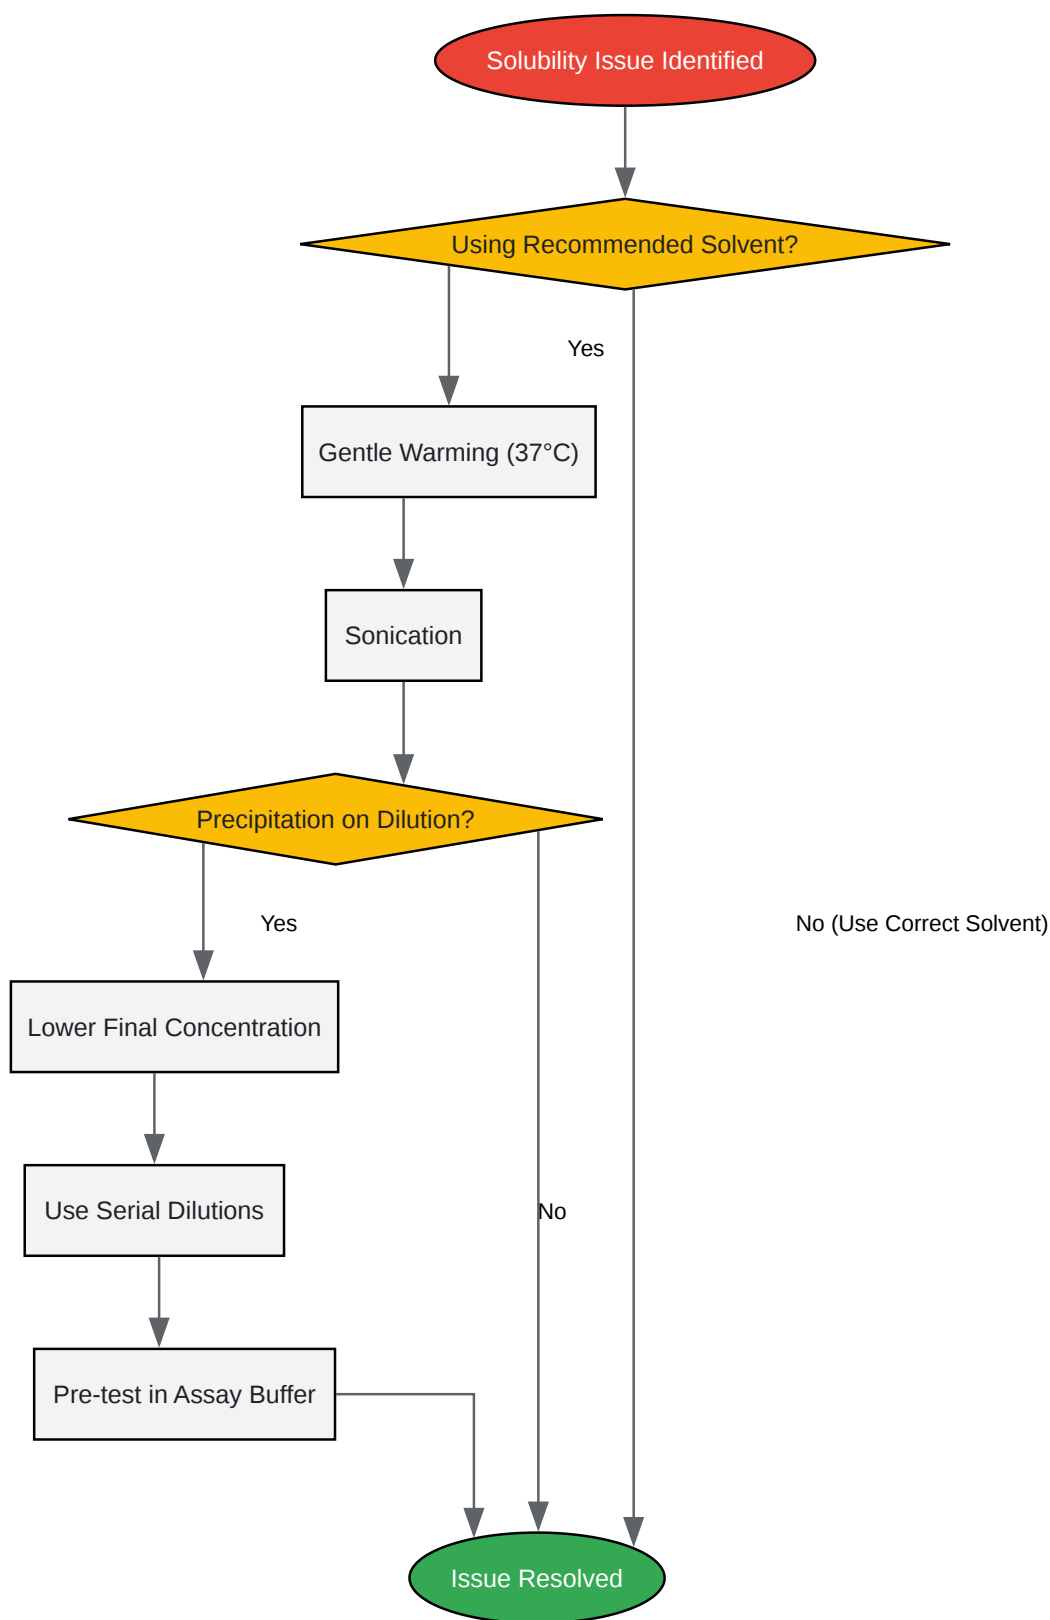 Solubility Issue Identified
Using Recommended Solvent?
Yes
Gentle Warming (37°C)
Sonication
Precipitation on Dilution?
Yes
No (Use Correct Solvent)
Lower Final Concentration
Use Serial Dilutions
No
Pre-test in Assay Buffer
Issue Resolved